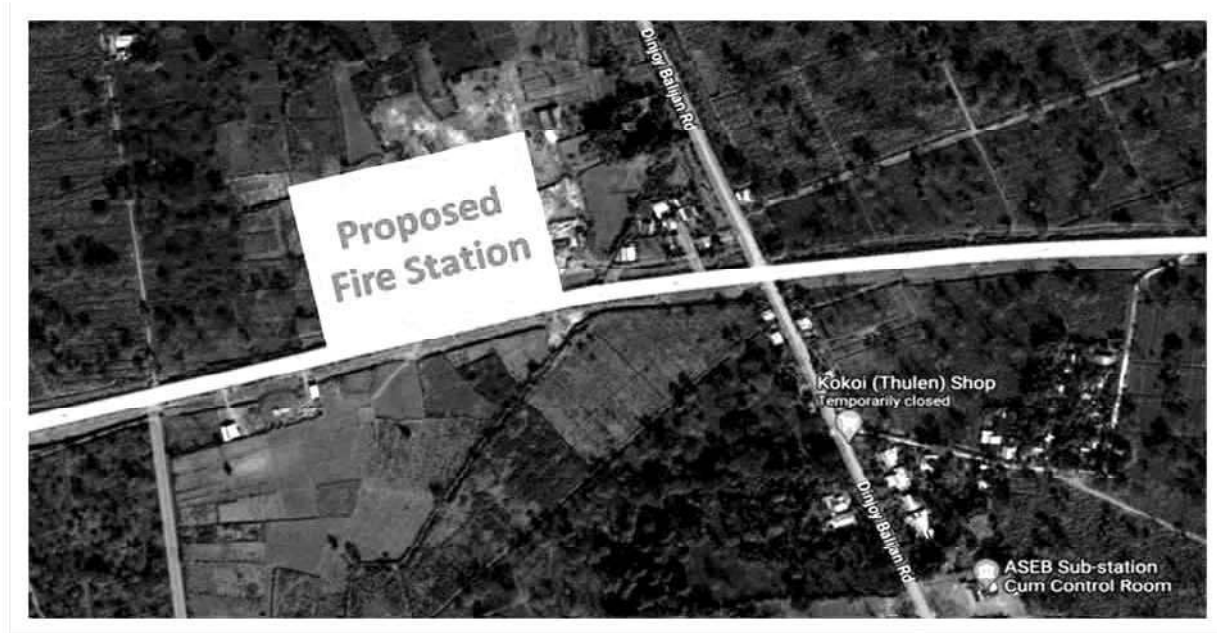 Dinjoy Balijan Rd
Proposed
Fire Station
Kokoi (Thulen) Shop
Temporarily closed
Dinjoy Balijan Rd
ASEB Sub-station
Cum Control Room